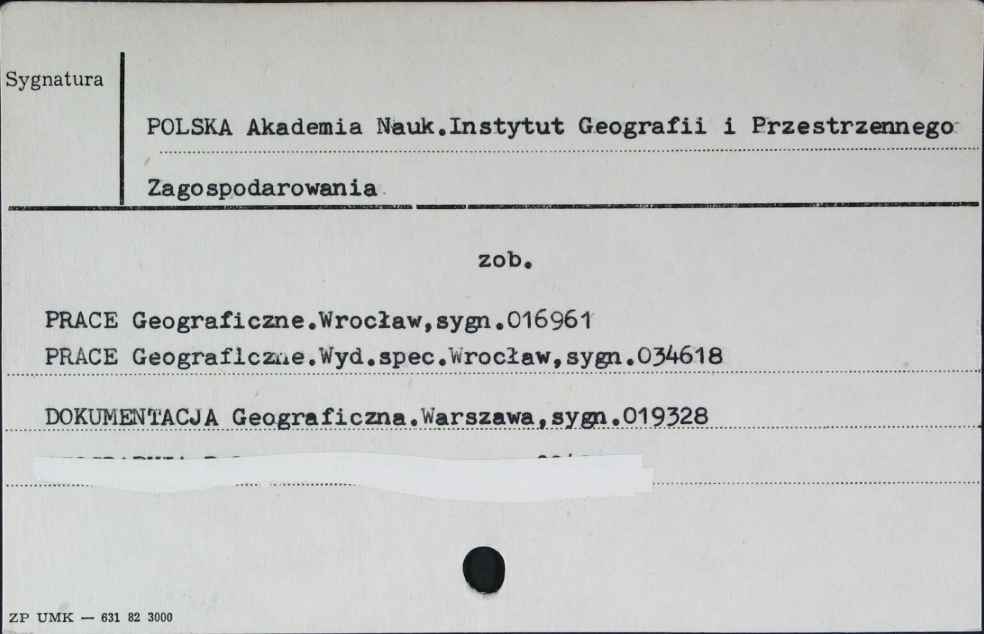 Sygnatura
POLSKA Akademia Nauk.Instytut Geografii i Przestrzennego
Zagospodarowania
zob.
PRACE Geograficzne.Wrocław,sygn.016961
PRACE Geograficzne.Wyd.spec.Wrocław,sygn.034618
DOKUMENTACJA Geograficzna.Warszawa,sygn.019328
ZP UMK — 631 82 3000